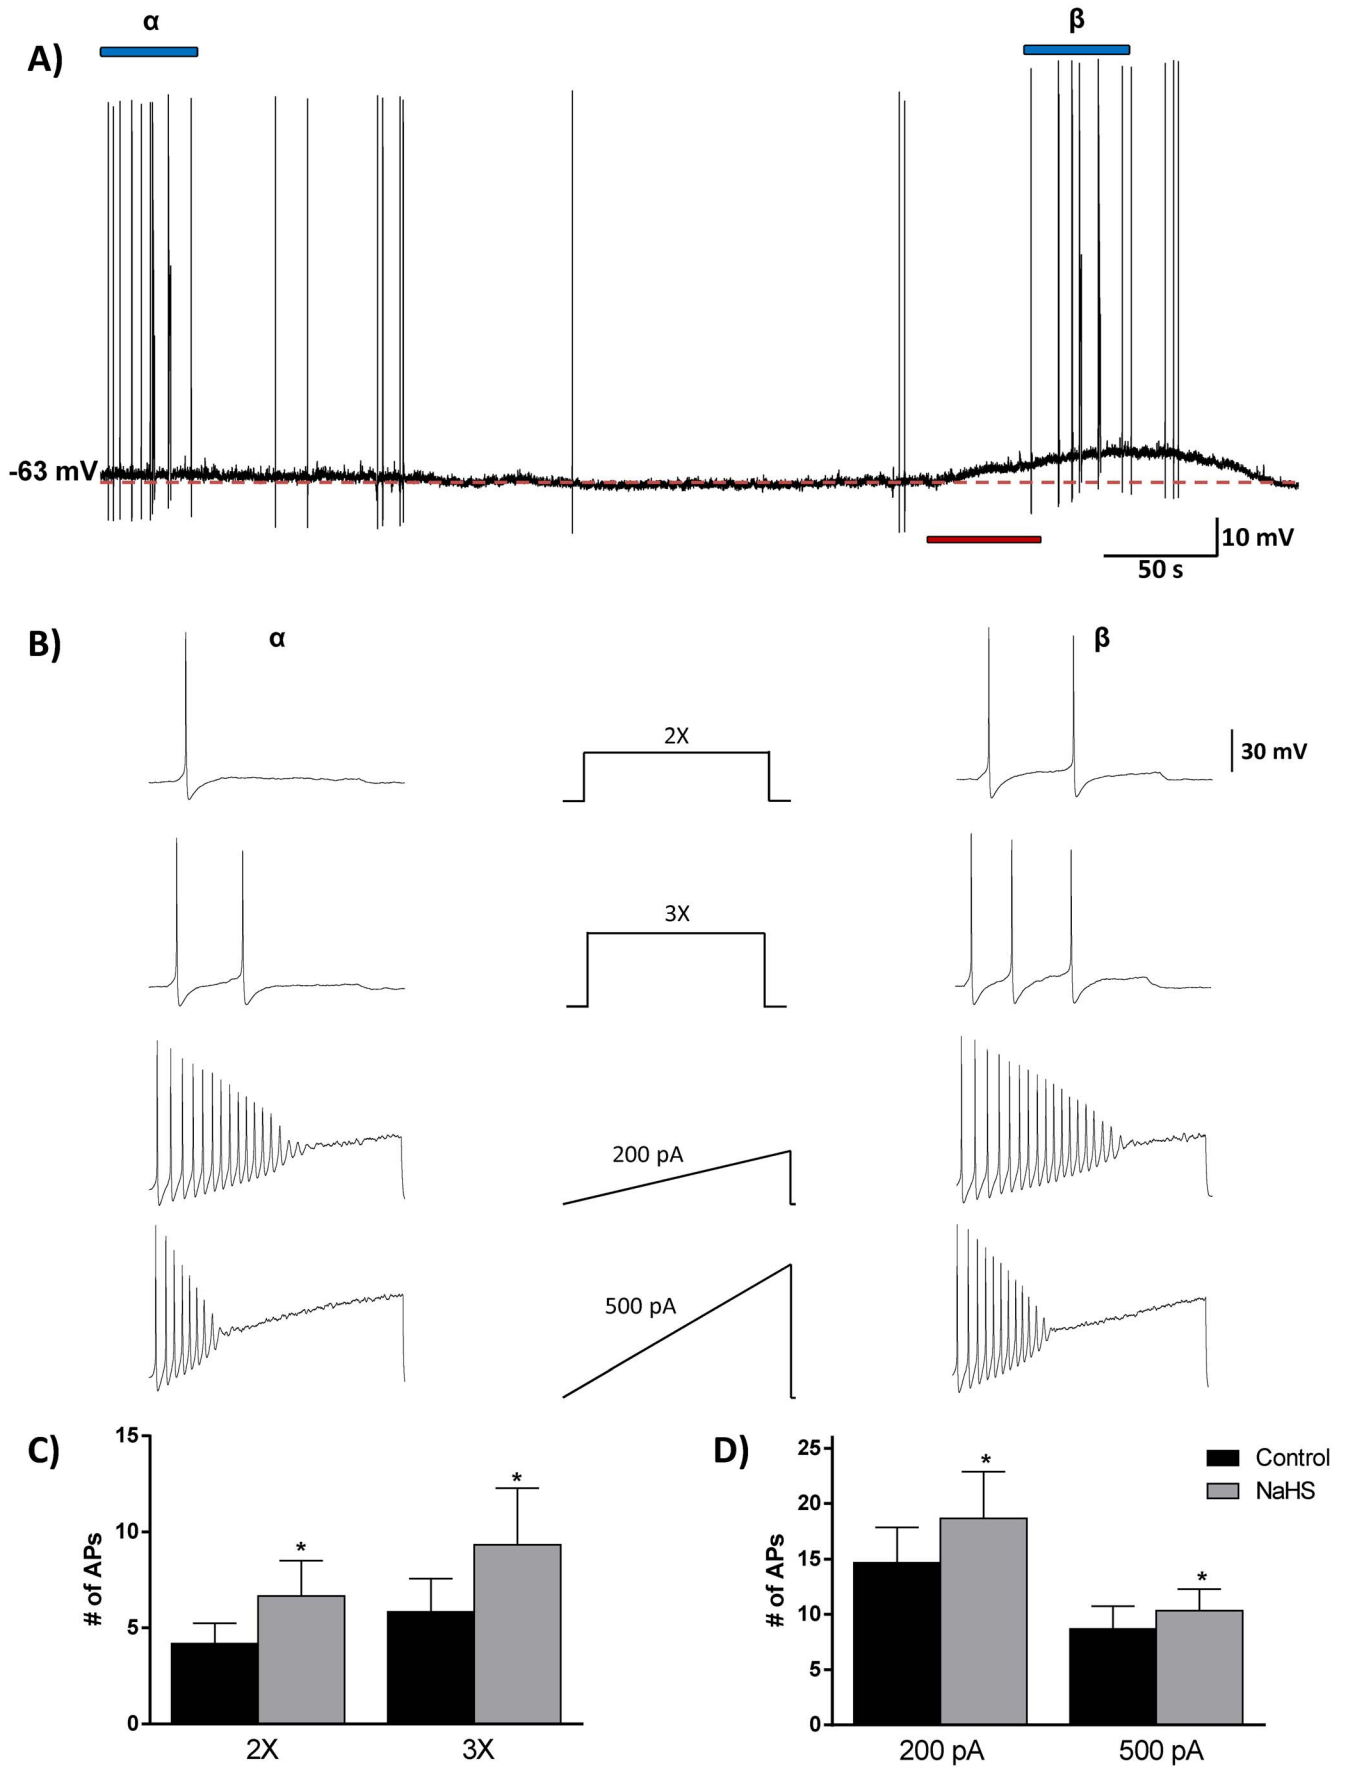 α
β
A)
-63 mV
10 mV
50 s
B)
α
β
2X
30 mV
3X
200 pA
500 pA
C)
15
10
5
0
# of APs
*
*
2X
3X
D)
25
20
15
10
5
0
# of APs
*
*
200 pA
500 pA
Control
NaHS